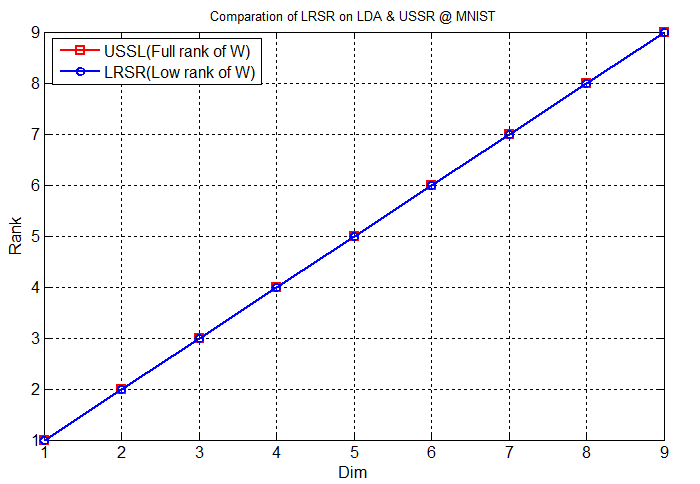 Comparation of LRSR on LDA & USSR @ MNIST
USSL(Full rank of W)
LRSR(Low rank of W)
9
8
7
6
5
4
3
2
1
Rank
1 2 3 4 5 6 7 8 9
Dim